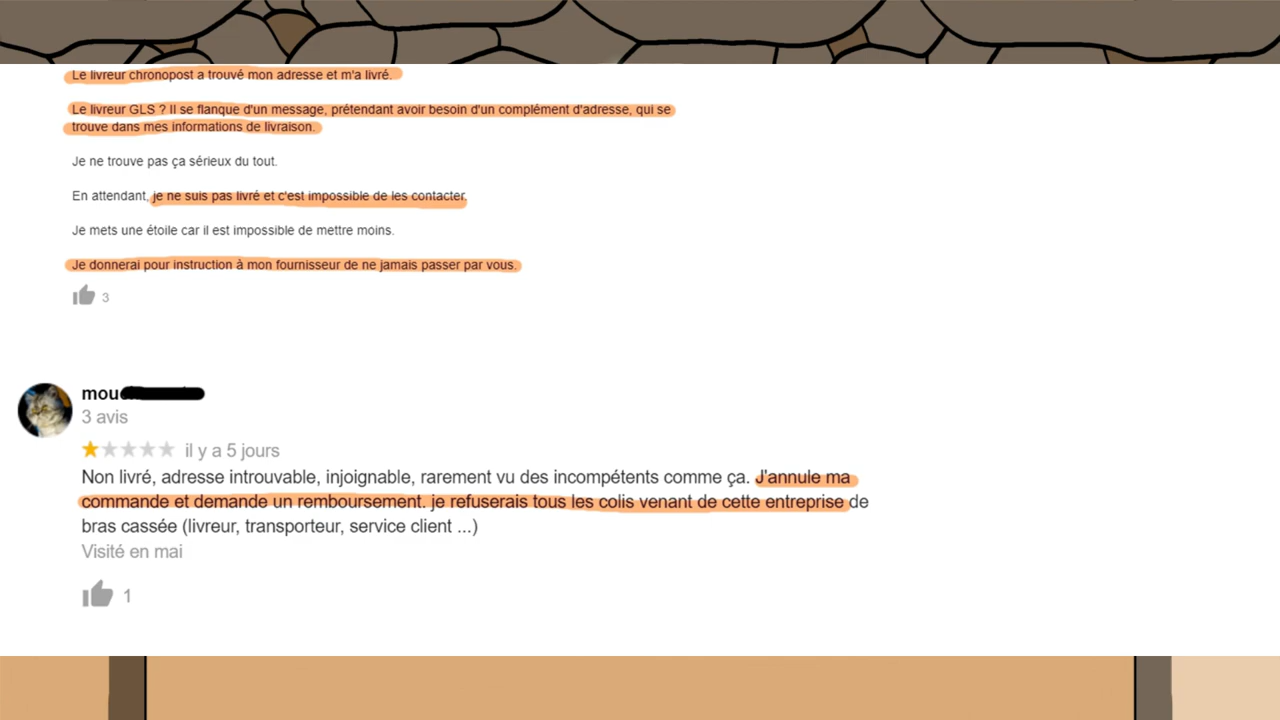 Le livreur chronopost a trouvé mon adresse et m'a livré.
Le livreur GLS ? Il se flanque d'un message, prétendant avoir besoin d'un complément d'adresse, qui se
trouve dans mes informations de livraison.
Je ne trouve pas ça sérieux du tout.
En attendant, je ne suis pas livré et c'est impossible de les contacter.
Je mets une étoile car il est impossible de mettre moins.
Je donnerai pour instruction à mon fournisseur de ne jamais passer par vous.
3
mou
3 avis
il y a 5 jours
Non livré, adresse introuvable, injoignable, rarement vu des incompétents comme ça. J'annule ma
commande et demande un remboursement. je refuserais tous les colis venant de cette entreprise de
bras cassée (livreur, transporteur, service client ...)
Visité en mai
1